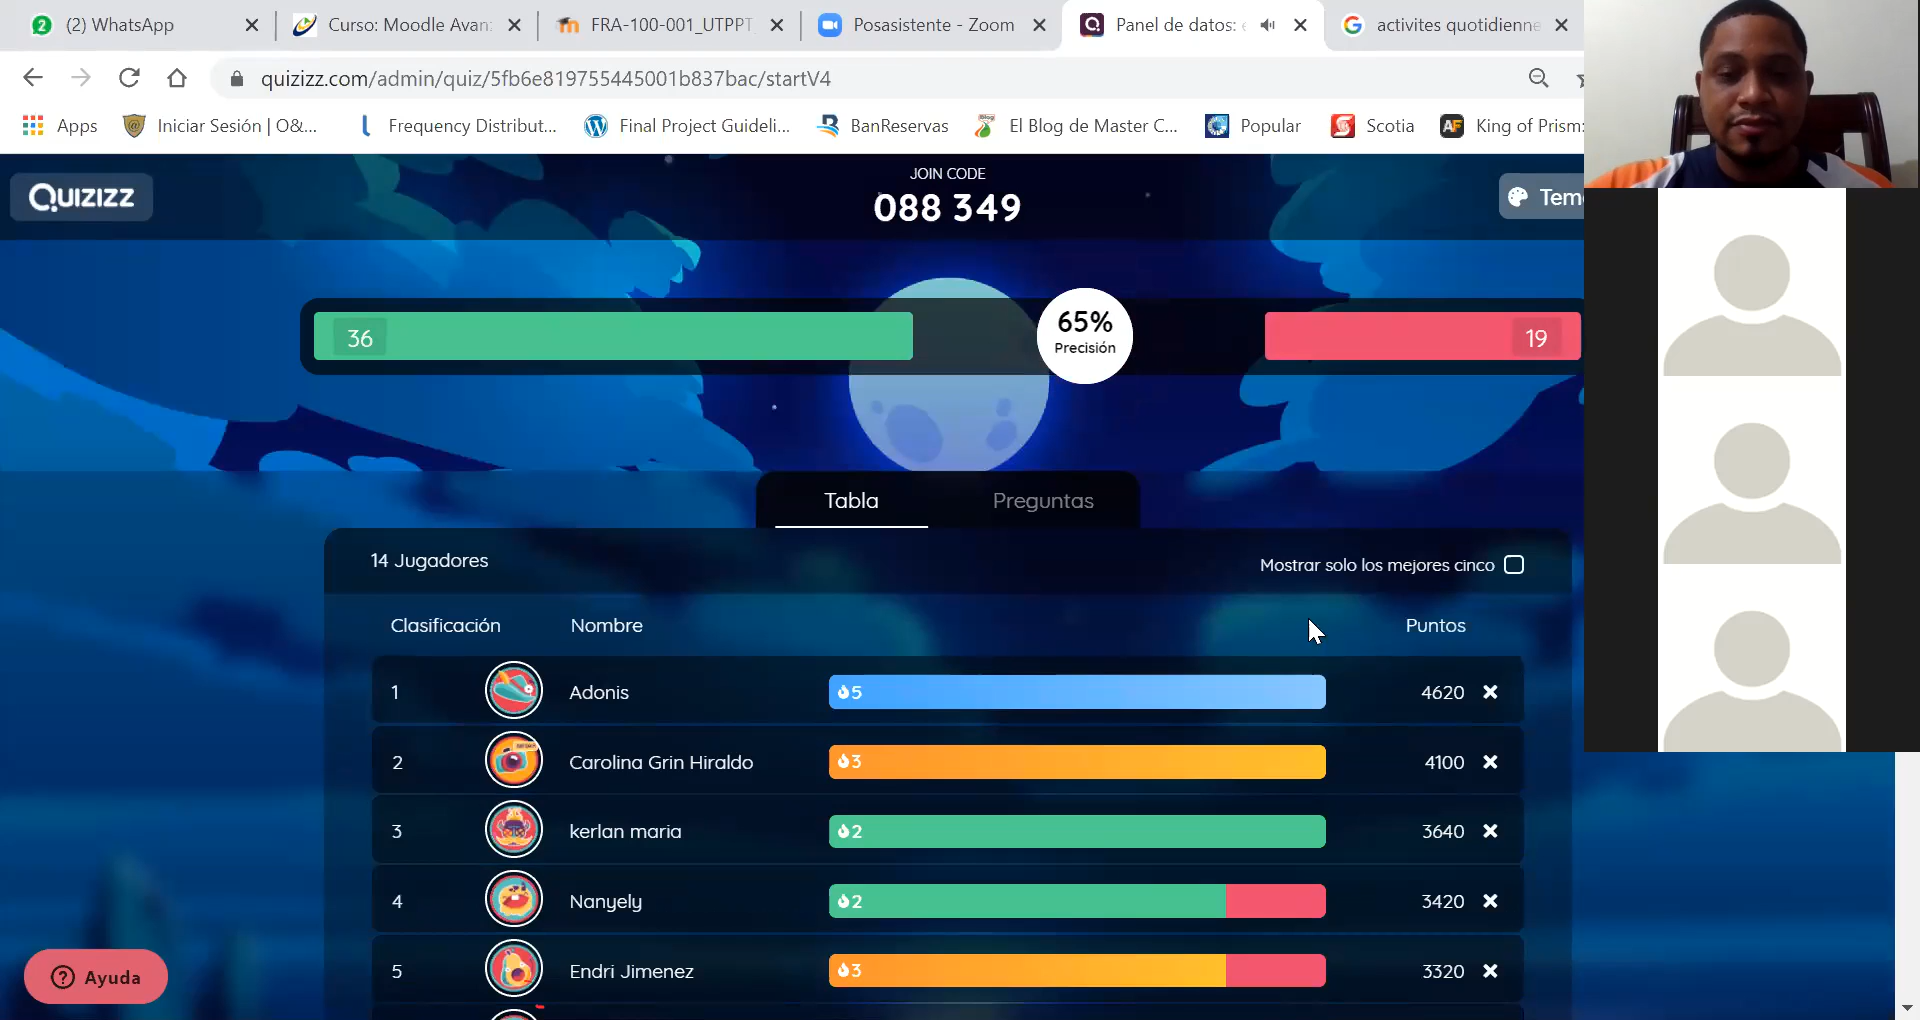 (2) WhatsApp
Curso: Moodle Avan
FRA-100-001_UTPPT
Posasistente - Zoom
Panel de datos: e
activites quotidienne
quizizz.com/admin/quiz/5fb6e819755445001b837bac/startV4
Apps
Iniciar Sesión | O&...
Frequency Distribut...
Final Project Guideli...
BanReservas
El Blog de Master C...
Popular
Scotia
King of Prism:
Quizizz
JOIN CODE
088 349
Tem
36
65%
Precisión
19
Tabla
Preguntas
14 Jugadores
Mostrar solo los mejores cinco
Clasificación
Nombre
Puntos
1 Adonis 5 4620
2 Carolina Grin Hiraldo 3 4100
3 kerlan maria 2 3640
4 Nanyely 2 3420
5 Endri Jimenez 3 3320
Ayuda